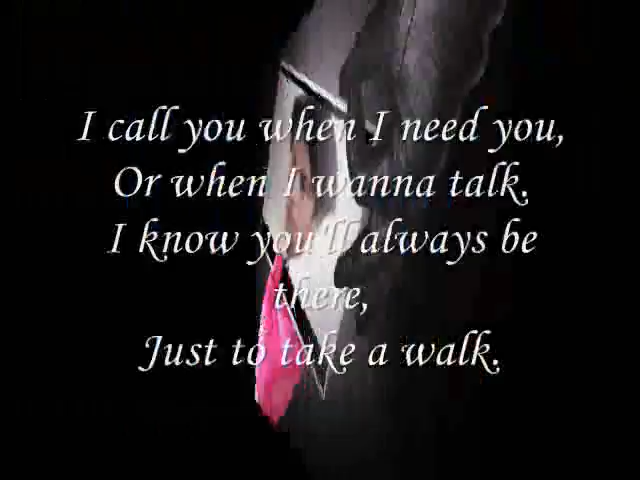 I call you when I need you,
Or when I wanna talk.
I know you'll always be
there,
Just to take a walk.